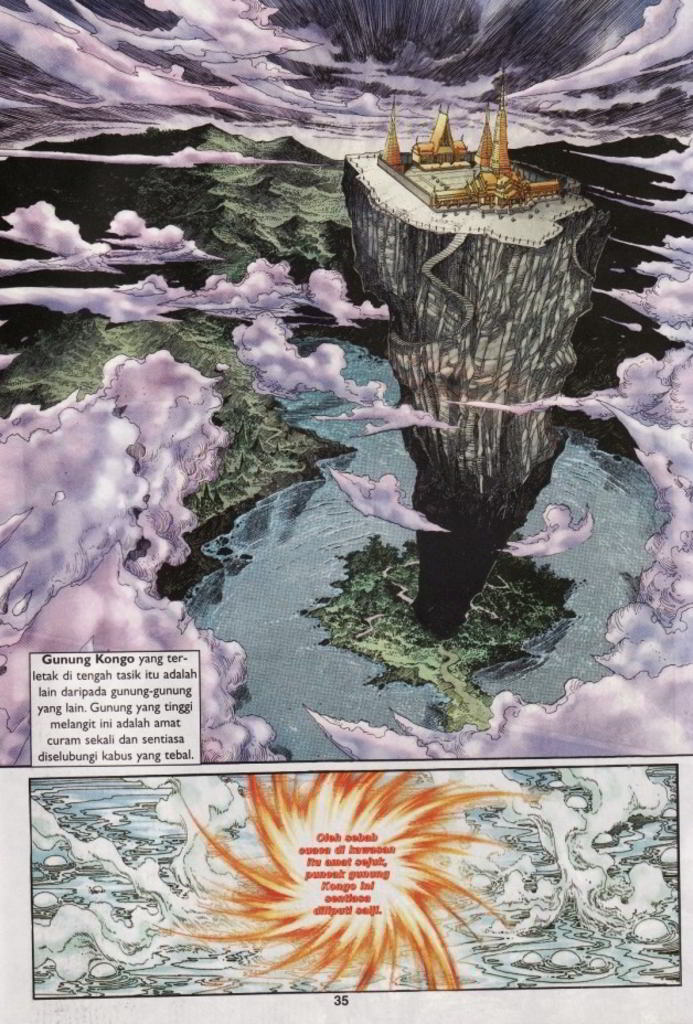 Gunung Kongo yang ter-
letak di tengah tasik itu adalah
lain daripada gunung-gunung
yang lain. Gunung yang tinggi
melangit ini adalah amat
curam sekali dan sentiasa
diselubungi kabus yang tebal.
Oleh sebab
cuaca di kawasan
itu amat sejuk,
puncak gunung
Kongo ini
sentiasa
diliputi salji.
35